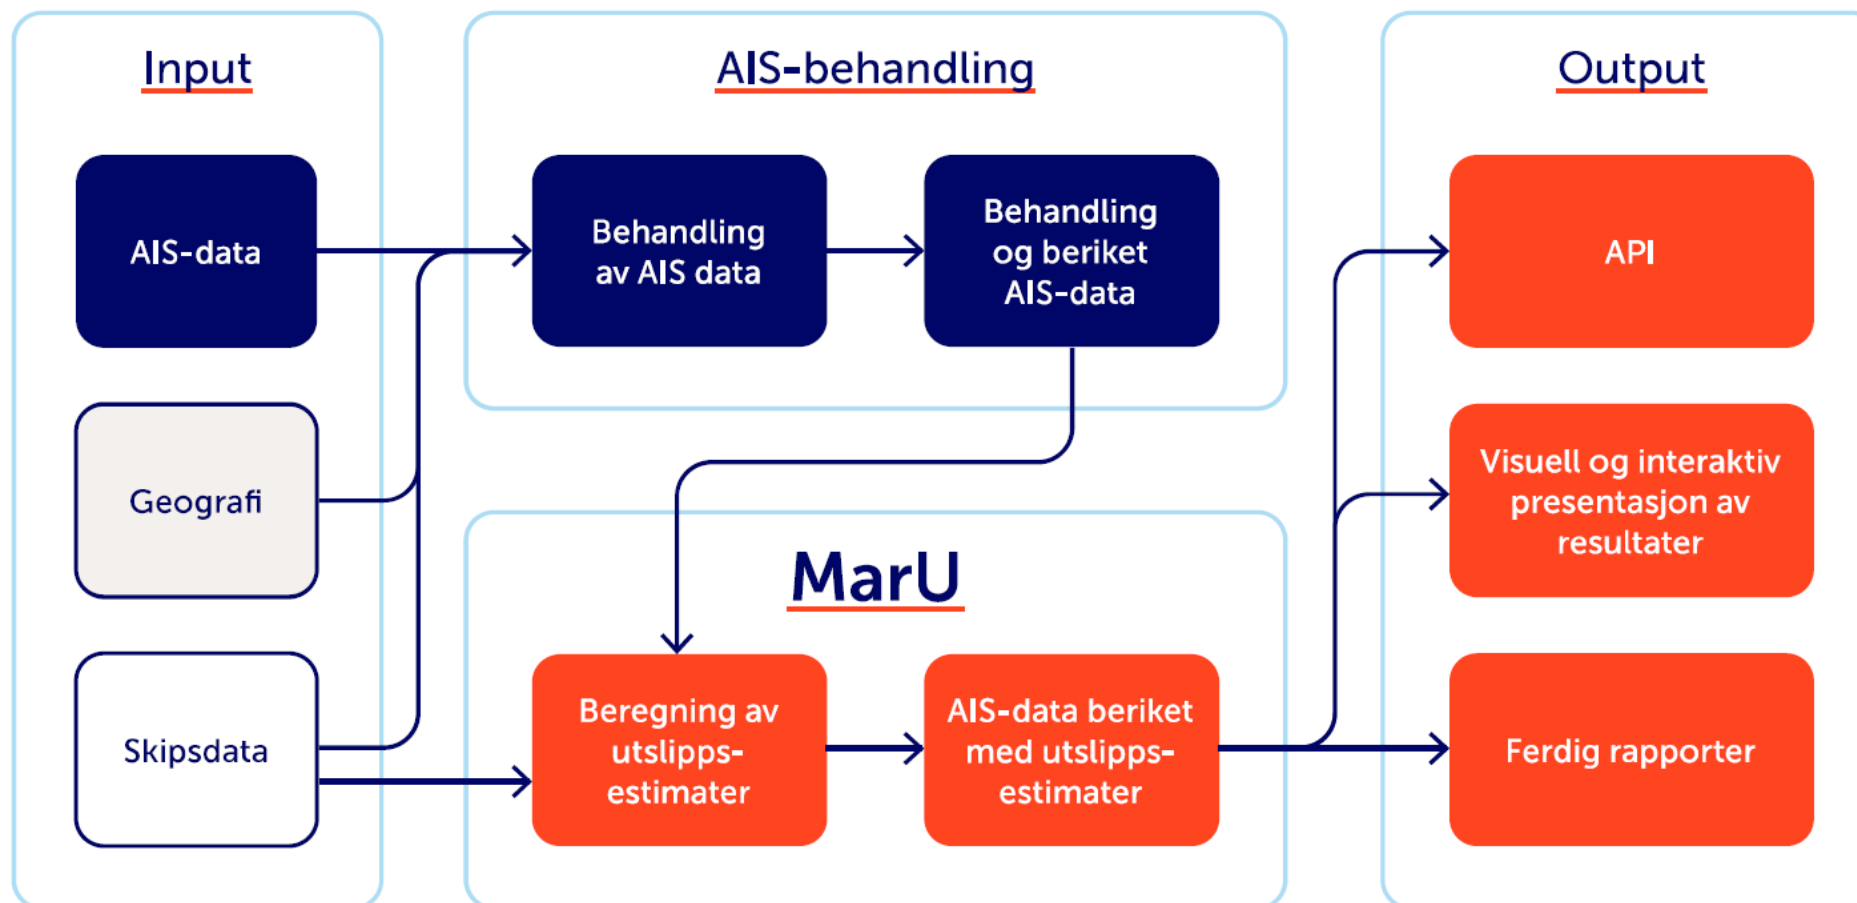 Input
AIS-data
Geografi
Skipsdata
AIS-behandling
Behandling
av AIS data
Behandling
og beriket
AIS-data
MarU
Beregning av
utslipps-
estimater
AIS-data beriket
med utslipps-
estimater
Output
API
Visuell og interaktiv
presentasjon av
resultater
Ferdig rapporter